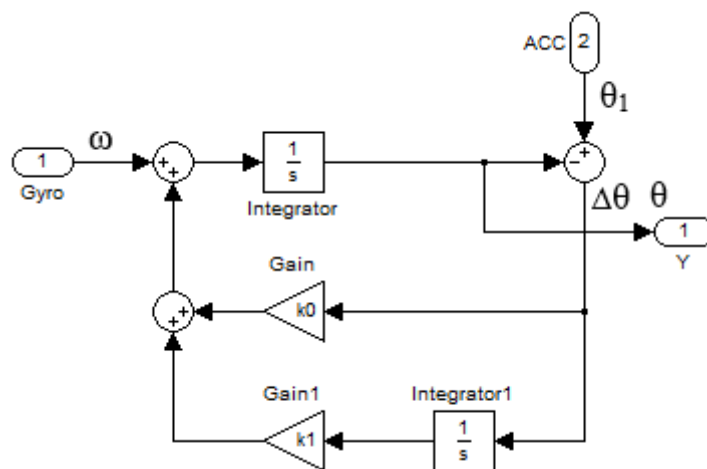 ACC 2
θ₁
ω
1
Gyro
+
+
1
s
Integrator
-
+
Δθ θ
1
Y
Gain
k0
+
+
Gain1
k1
Integrator1
1
s